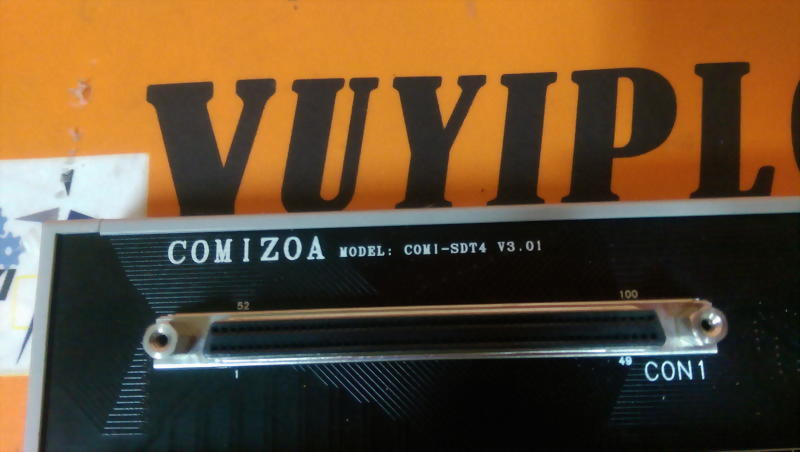 VUYIPLC
COMIZOA MODEL: COMI-SDT4 V3.01
52 100
1 49
CON1